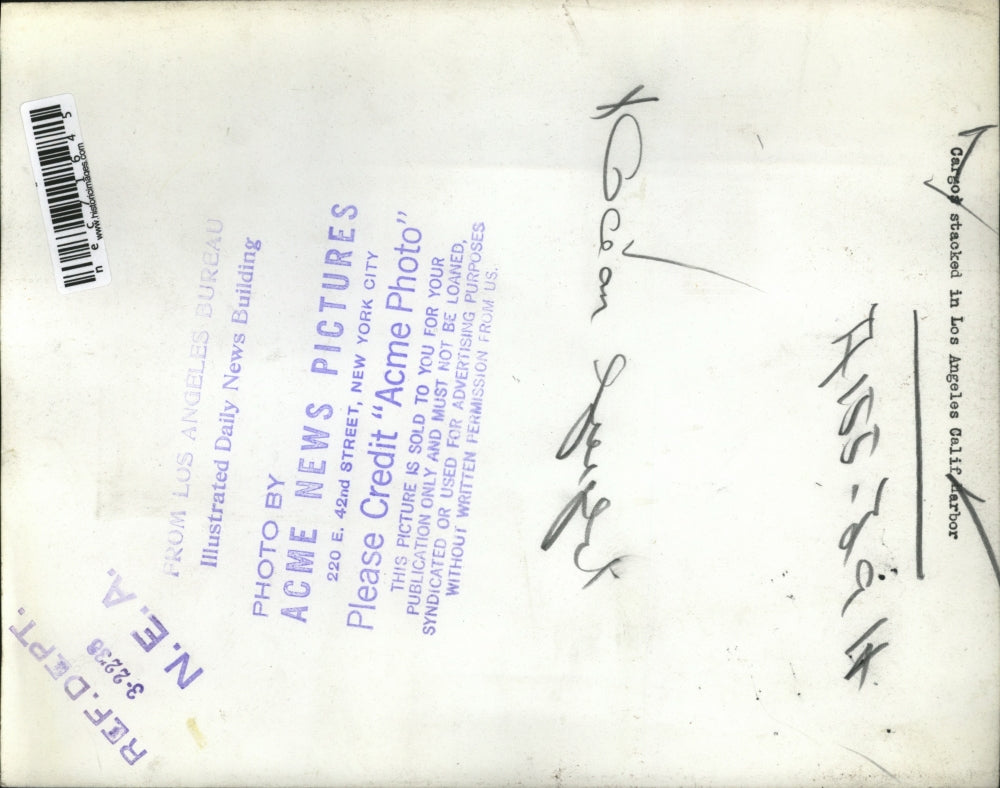 Cargos stacked in Los Angeles Calif. Harbor
X Ocean
FROM LOS ANGELES BUREAU
Illustrated Daily News Building
PHOTO BY
ACME NEWS PICTURES
220 E. 42nd STREET, NEW YORK CITY
Please Credit "Acme Photo"
THIS PICTURE IS SOLD TO YOU FOR YOUR
PUBLICATION ONLY AND MUST NOT BE LOANED,
SYNDICATED OR USED FOR ADVERTISING PURPOSES
WITHOUT WRITTEN PERMISSION FROM US.
REF. DEPT.
3-22-38
N. E. A.
www.historicimages.com